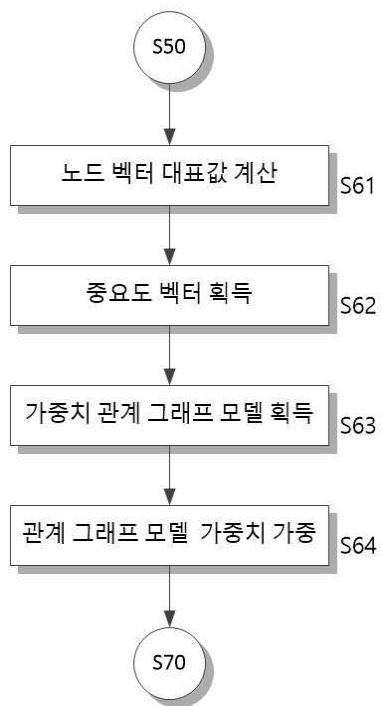 S50
노드 벡터 대표값 계산
S61
중요도 벡터 획득
S62
가중치 관계 그래프 모델 획득
S63
관계 그래프 모델 가중치 가중
S64
S70